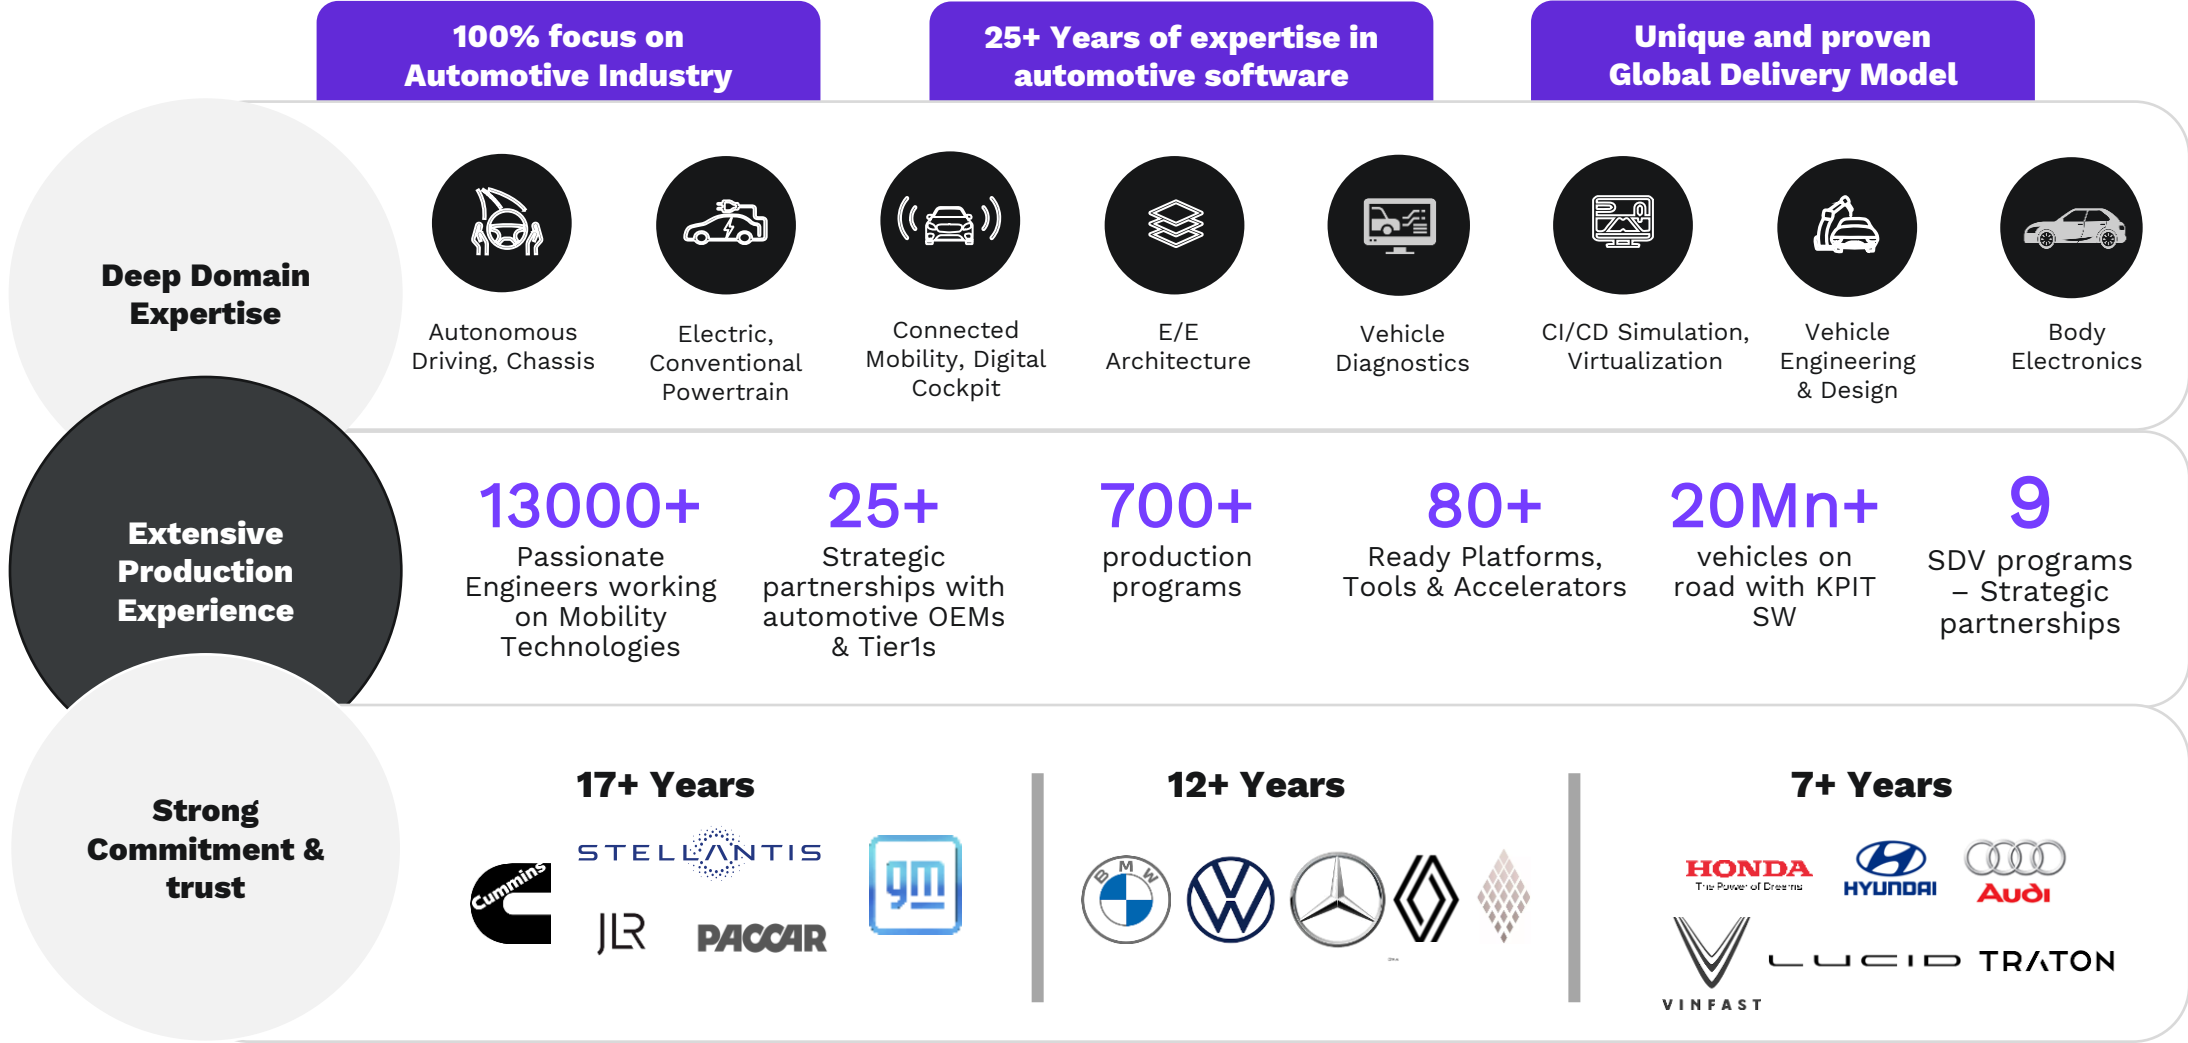 100% focus on
Automotive Industry
25+ Years of expertise in
automotive software
Unique and proven
Global Delivery Model
Deep Domain
Expertise
Autonomous
Driving, Chassis
Electric,
Conventional
Powertrain
Connected
Mobility, Digital
Cockpit
E/E
Architecture
Vehicle
Diagnostics
CI/CD Simulation,
Virtualization
Vehicle
Engineering
& Design
Body
Electronics
Extensive
Production
Experience
13000+
Passionate
Engineers working
on Mobility
Technologies
25+
Strategic
partnerships with
automotive OEMs
& Tier1s
700+
production
programs
80+
Ready Platforms,
Tools & Accelerators
20Mn+
vehicles on
road with KPIT
SW
9
SDV programs
– Strategic
partnerships
Strong
Commitment &
trust
17+ Years
Cummins
STELLANTIS
gm
JLR
PACCAR
12+ Years
BMW
VW
7+ Years
HONDA
The Power of Dreams
HYUNDAI
Audi
VINFAST
LUCID
TRATON